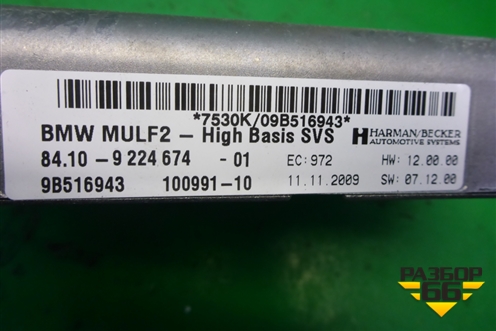 *7530K/09B516943*
BMW MULF2 – High Basis SVS
HARMAN/BECKER
AUTOMOTIVE SYSTEMS
84.10-9 224 674 -01 EC: 972 HW: 12.00.00
9B516943 100991-10 11.11.2009 SW: 07.12.00
РАЗБОР
66